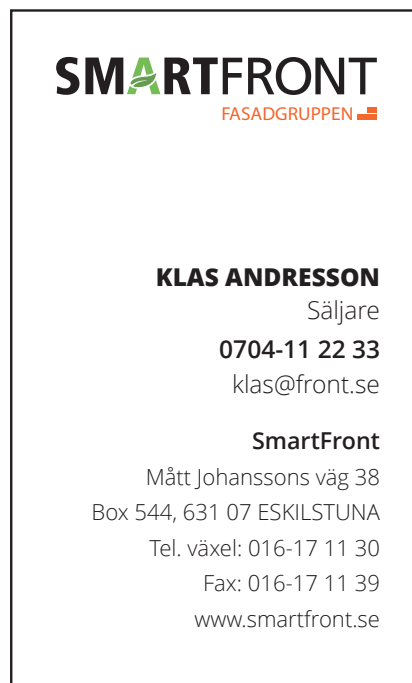 SMARTFRONT
FASADGRUPPEN
KLAS ANDRESSON
Säljare
0704-11 22 33
klas@front.se
SmartFront
Mått Johanssons väg 38
Box 544, 631 07 ESKILSTUNA
Tel. växel: 016-17 11 30
Fax: 016-17 11 39
www.smartfront.se